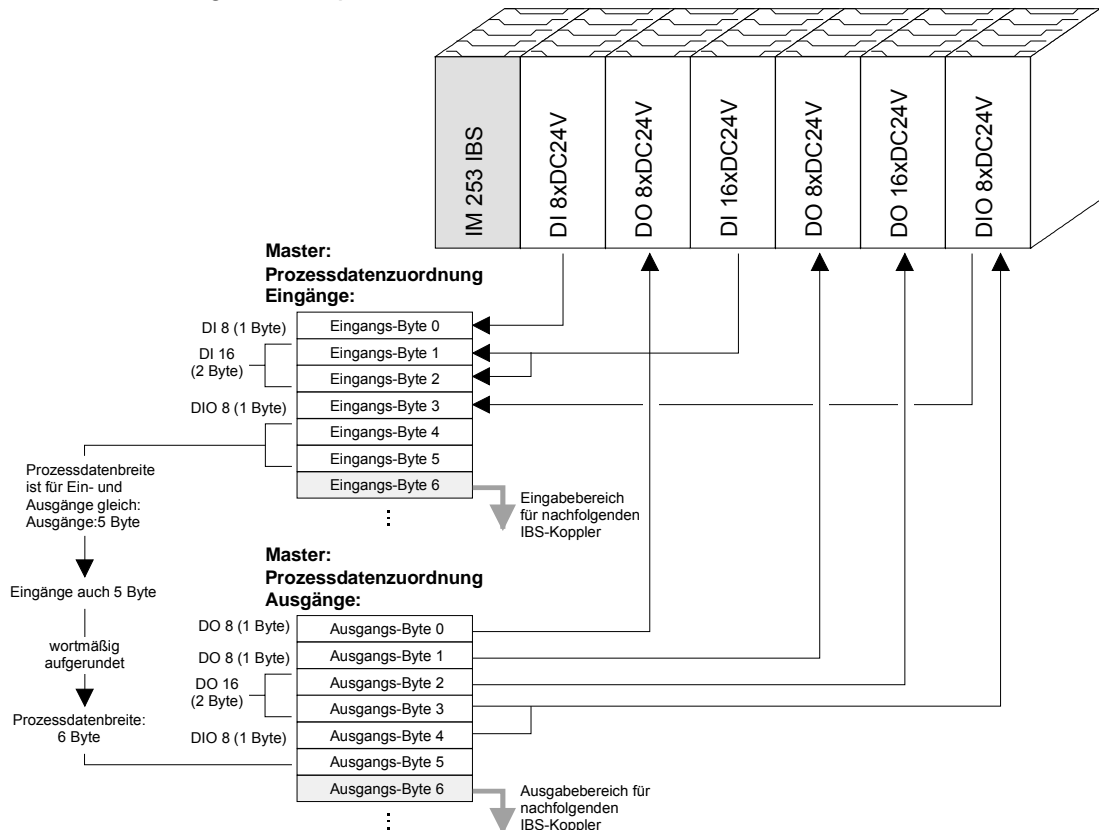 IM 253 IBS
DI 8xDC24V
DO 8xDC24V
DI 16xDC24V
DO 8xDC24V
DO 16xDC24V
DIO 8xDC24V
Master:
Prozessdatenzuordnung
Eingänge:
DI 8 (1 Byte)
Eingangs-Byte 0
DI 16
(2 Byte)
Eingangs-Byte 1
Eingangs-Byte 2
DIO 8 (1 Byte)
Eingangs-Byte 3
Eingangs-Byte 4
Eingangs-Byte 5
Eingangs-Byte 6
Prozessdatenbreite
ist für Ein- und
Ausgänge gleich:
Ausgänge:5 Byte
Eingabebereich
für nachfolgenden
IBS-Koppler
Eingänge auch 5 Byte
wortmäßig
aufgerundet
Prozessdatenbreite:
6 Byte
Master:
Prozessdatenzuordnung
Ausgänge:
DO 8 (1 Byte)
Ausgangs-Byte 0
DO 8 (1 Byte)
Ausgangs-Byte 1
DO 16
(2 Byte)
Ausgangs-Byte 2
Ausgangs-Byte 3
DIO 8 (1 Byte)
Ausgangs-Byte 4
Ausgangs-Byte 5
Ausgangs-Byte 6
Ausgabebereich für
nachfolgenden
IBS-Koppler